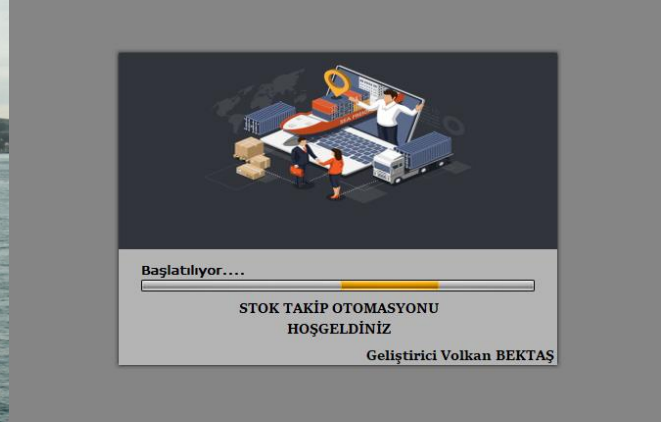 Başlatılıyor....
STOK TAKİP OTOMASYONU
HOŞGELDİNİZ
Geliştirici Volkan BEKTAŞ